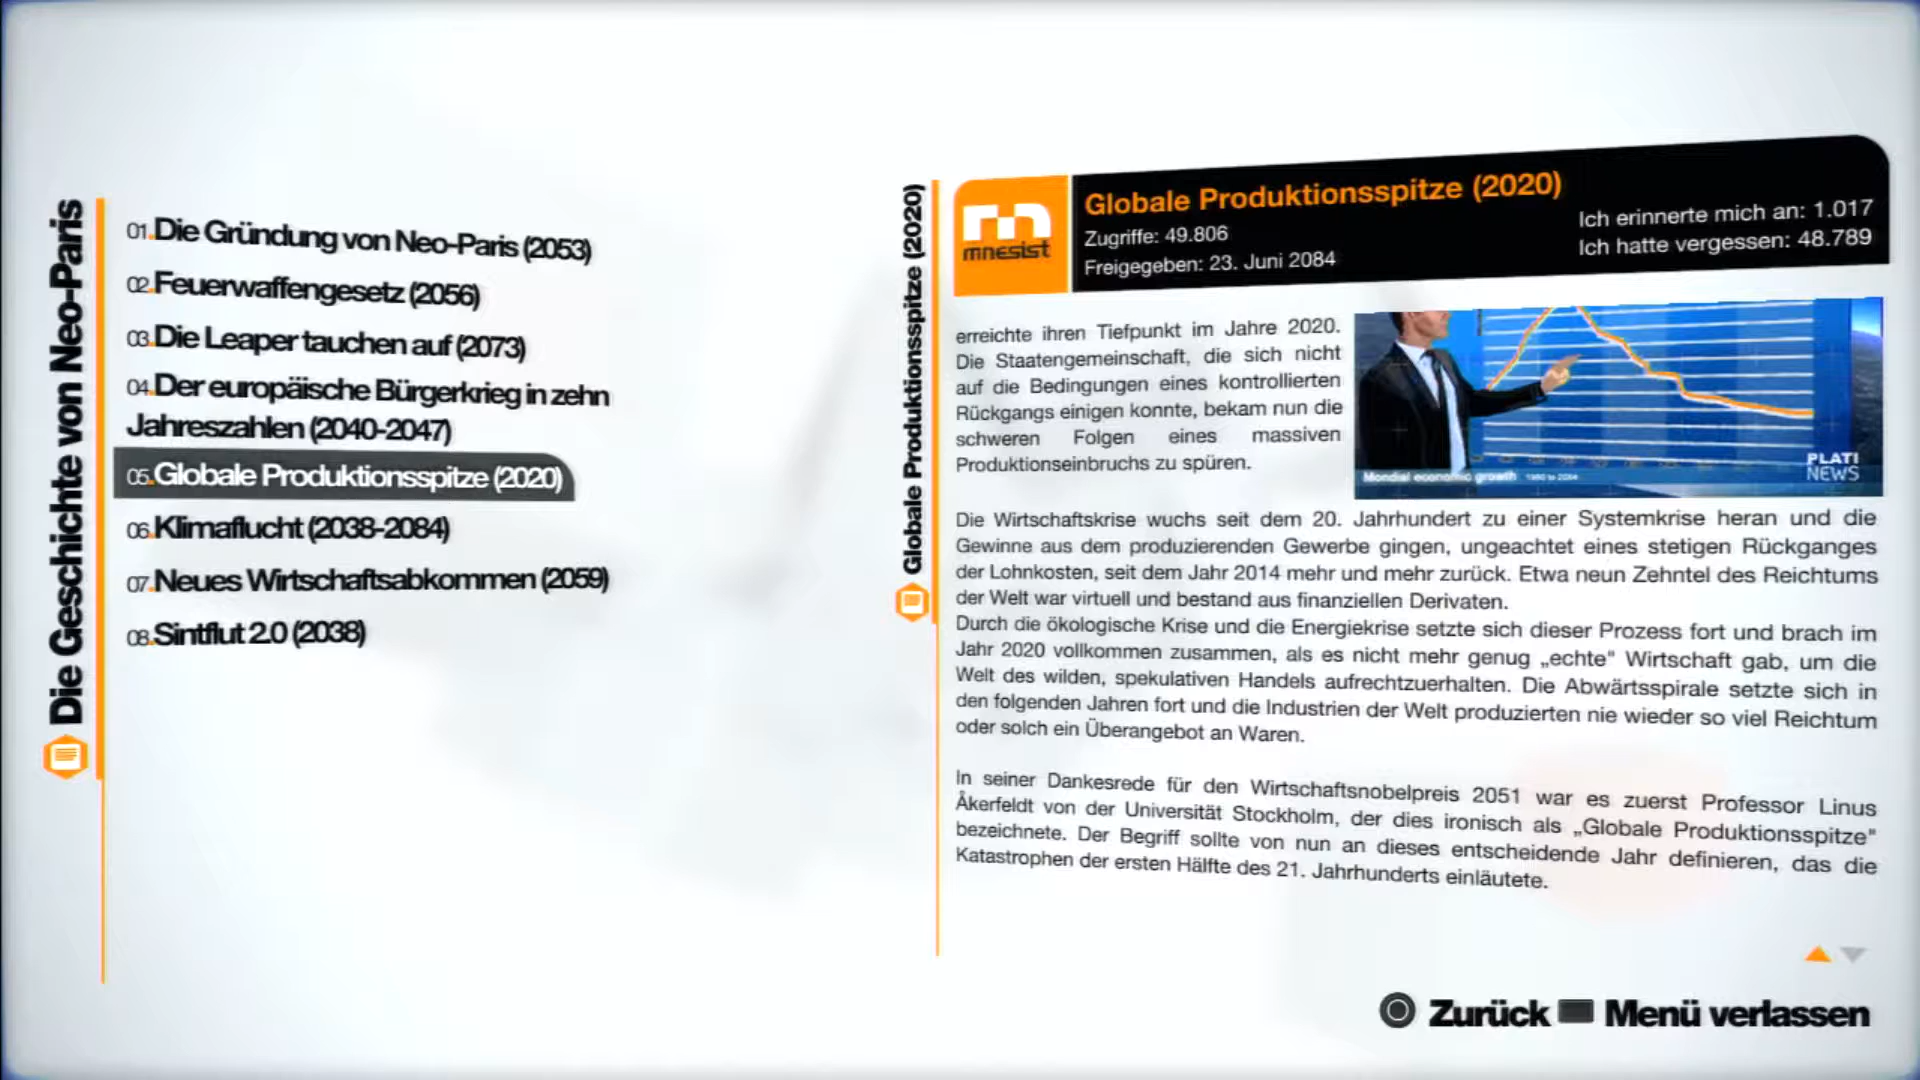 Die Geschichte von Neo-Paris
01.Die Gründung von Neo-Paris (2053)
02.Feuerwaffengesetz (2056)
03.Die Leaper tauchen auf (2073)
04.Der europäische Bürgerkrieg in zehn
Jahreszahlen (2040-2047)
05.Globale Produktionsspitze (2020)
06.Klimaflucht (2038-2084)
07.Neues Wirtschaftsabkommen (2059)
08.Sintflut 2.0 (2038)
Globale Produktionsspitze (2020)
mnesist
Globale Produktionsspitze (2020)
Zugriffe: 49.806
Freigegeben: 23. Juni 2084
Ich erinnerte mich an: 1.017
Ich hatte vergessen: 48.789
erreichte ihren Tiefpunkt im Jahre 2020.
Die Staatengemeinschaft, die sich nicht
auf die Bedingungen eines kontrollierten
Rückgangs einigen konnte, bekam nun die
schweren Folgen eines massiven
Produktionseinbruchs zu spüren.
Mondial economic growth
PLATI
NEWS
Die Wirtschaftskrise wuchs seit dem 20. Jahrhundert zu einer Systemkrise heran und die
Gewinne aus dem produzierenden Gewerbe gingen, ungeachtet eines stetigen Rückganges
der Lohnkosten, seit dem Jahr 2014 mehr und mehr zurück. Etwa neun Zehntel des Reichtums
der Welt war virtuell und bestand aus finanziellen Derivaten.
Durch die ökologische Krise und die Energiekrise setzte sich dieser Prozess fort und brach im
Jahr 2020 vollkommen zusammen, als es nicht mehr genug „echte" Wirtschaft gab, um die
Welt des wilden, spekulativen Handels aufrechtzuerhalten. Die Abwärtsspirale setzte sich in
den folgenden Jahren fort und die Industrien der Welt produzierten nie wieder so viel Reichtum
oder solch ein Überangebot an Waren.
In seiner Dankesrede für den Wirtschaftsnobelpreis 2051 war es zuerst Professor Linus
Åkerfeldt von der Universität Stockholm, der dies ironisch als „Globale Produktionsspitze"
bezeichnete. Der Begriff sollte von nun an dieses entscheidende Jahr definieren, das die
Katastrophen der ersten Hälfte des 21. Jahrhunderts einläutete.
Zurück Menü verlassen